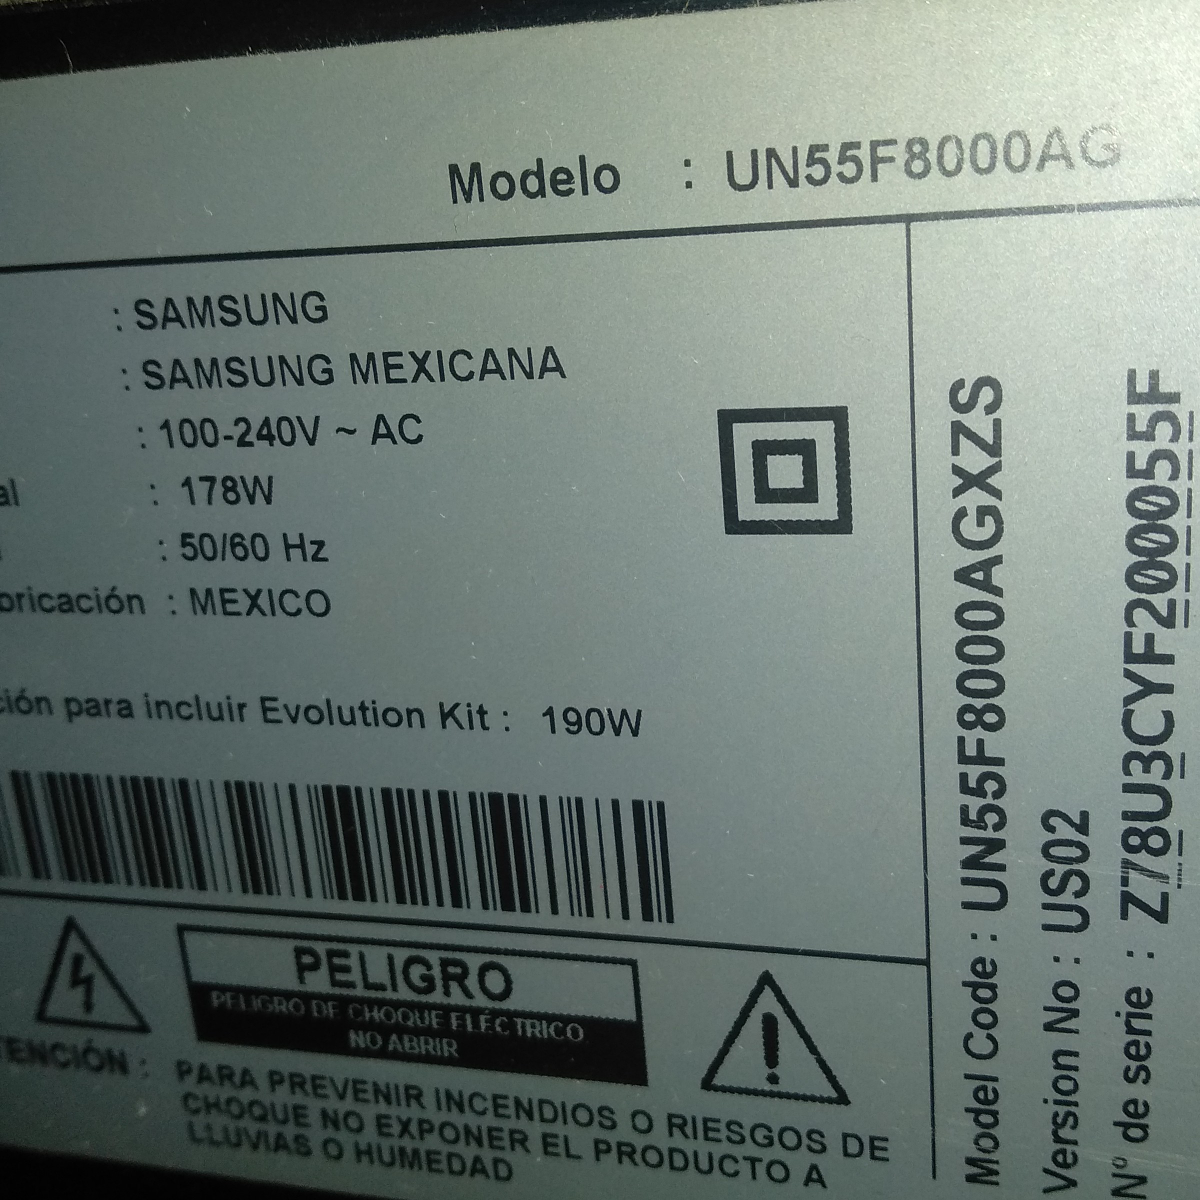 Modelo : UN55F8000AG
: SAMSUNG
: SAMSUNG MEXICANA
: 100-240V ~ AC
al : 178W
: 50/60 Hz
bricación : MEXICO
ción para incluir Evolution Kit : 190W
PELIGRO
PELIGRO DE CHOQUE ELÉCTRICO
NO ABRIR
TENCIÓN : PARA PREVENIR INCENDIOS O RIESGOS DE
CHOQUE NO EXPONER EL PRODUCTO A
LLUVIAS O HUMEDAD
Model Code : UN55F8000AGXZS
Version No : US02
Nº de serie : Z78U3CYF200055F